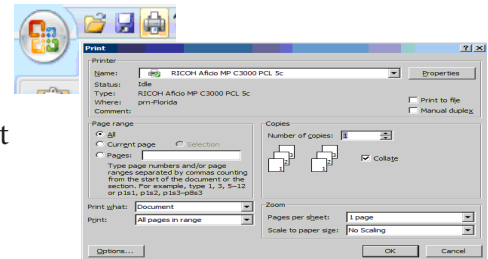 Print
Printer
Name: RICOH Aficio MP C3000 PCL 5c
Properties
Status: Idle
Type: RICOH Aficio MP C3000 PCL 5c
Where: prn-Florida
Comment:
Print to file
Manual duplex
Page range
All
Current page Selection
Pages:
Type page numbers and/or page
ranges separated by commas counting
from the start of the document or the
section. For example, type 1, 3, 5–12
or p1s1, p1s2, p1s3–p8s3
Copies
Number of copies: 1
Collate
Print what: Document
Print: All pages in range
Zoom
Pages per sheet: 1 page
Scale to paper size: No Scaling
Options...
OK Cancel
t